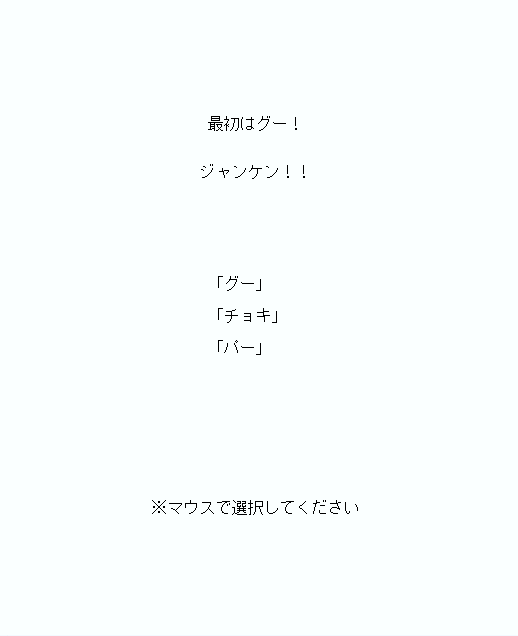 最初はグー！
ジャンケン！！
「グー」
「チョキ」
「パー」
※マウスで選択してください